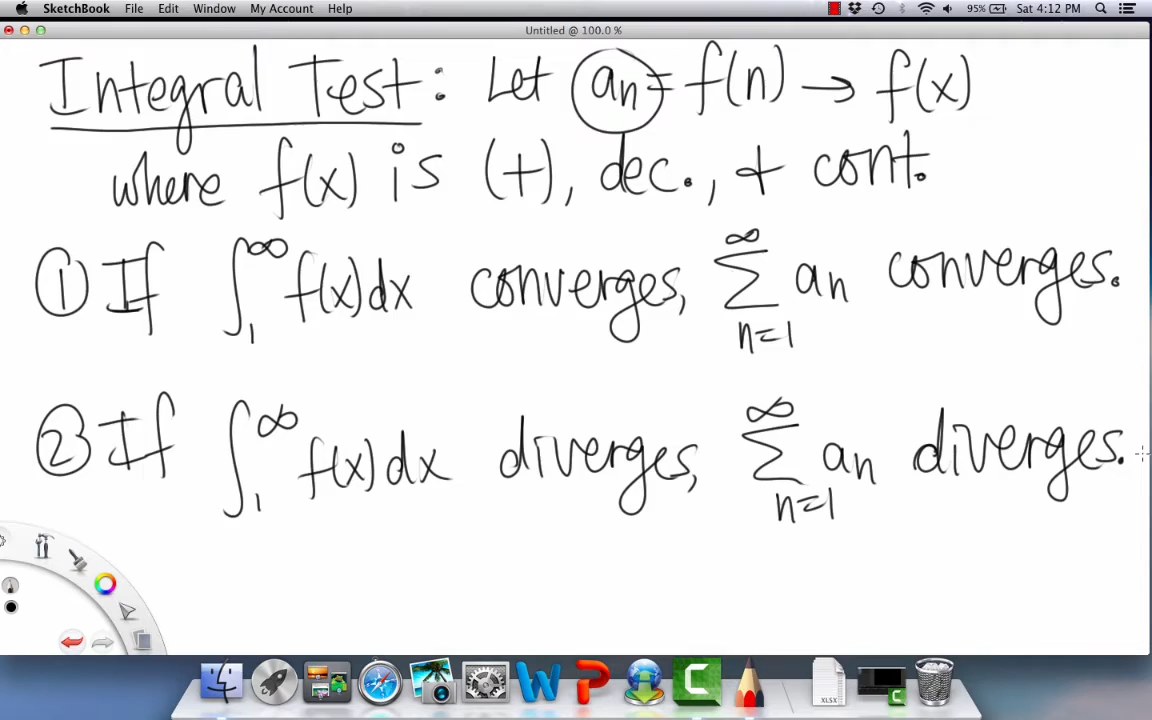 SketchBook File Edit Window My Account Help 95% Sat 4:12 PM
Untitled @ 100.0 %
Integral Test: Let an = f(n) → f(x)
where f(x) is (+), dec., + cont.
① If ∫₁^∞ f(x)dx converges, ∑_{n=1}^∞ an converges.
② If ∫₁^∞ f(x)dx diverges, ∑_{n=1}^∞ an diverges.
W P C XLSX C